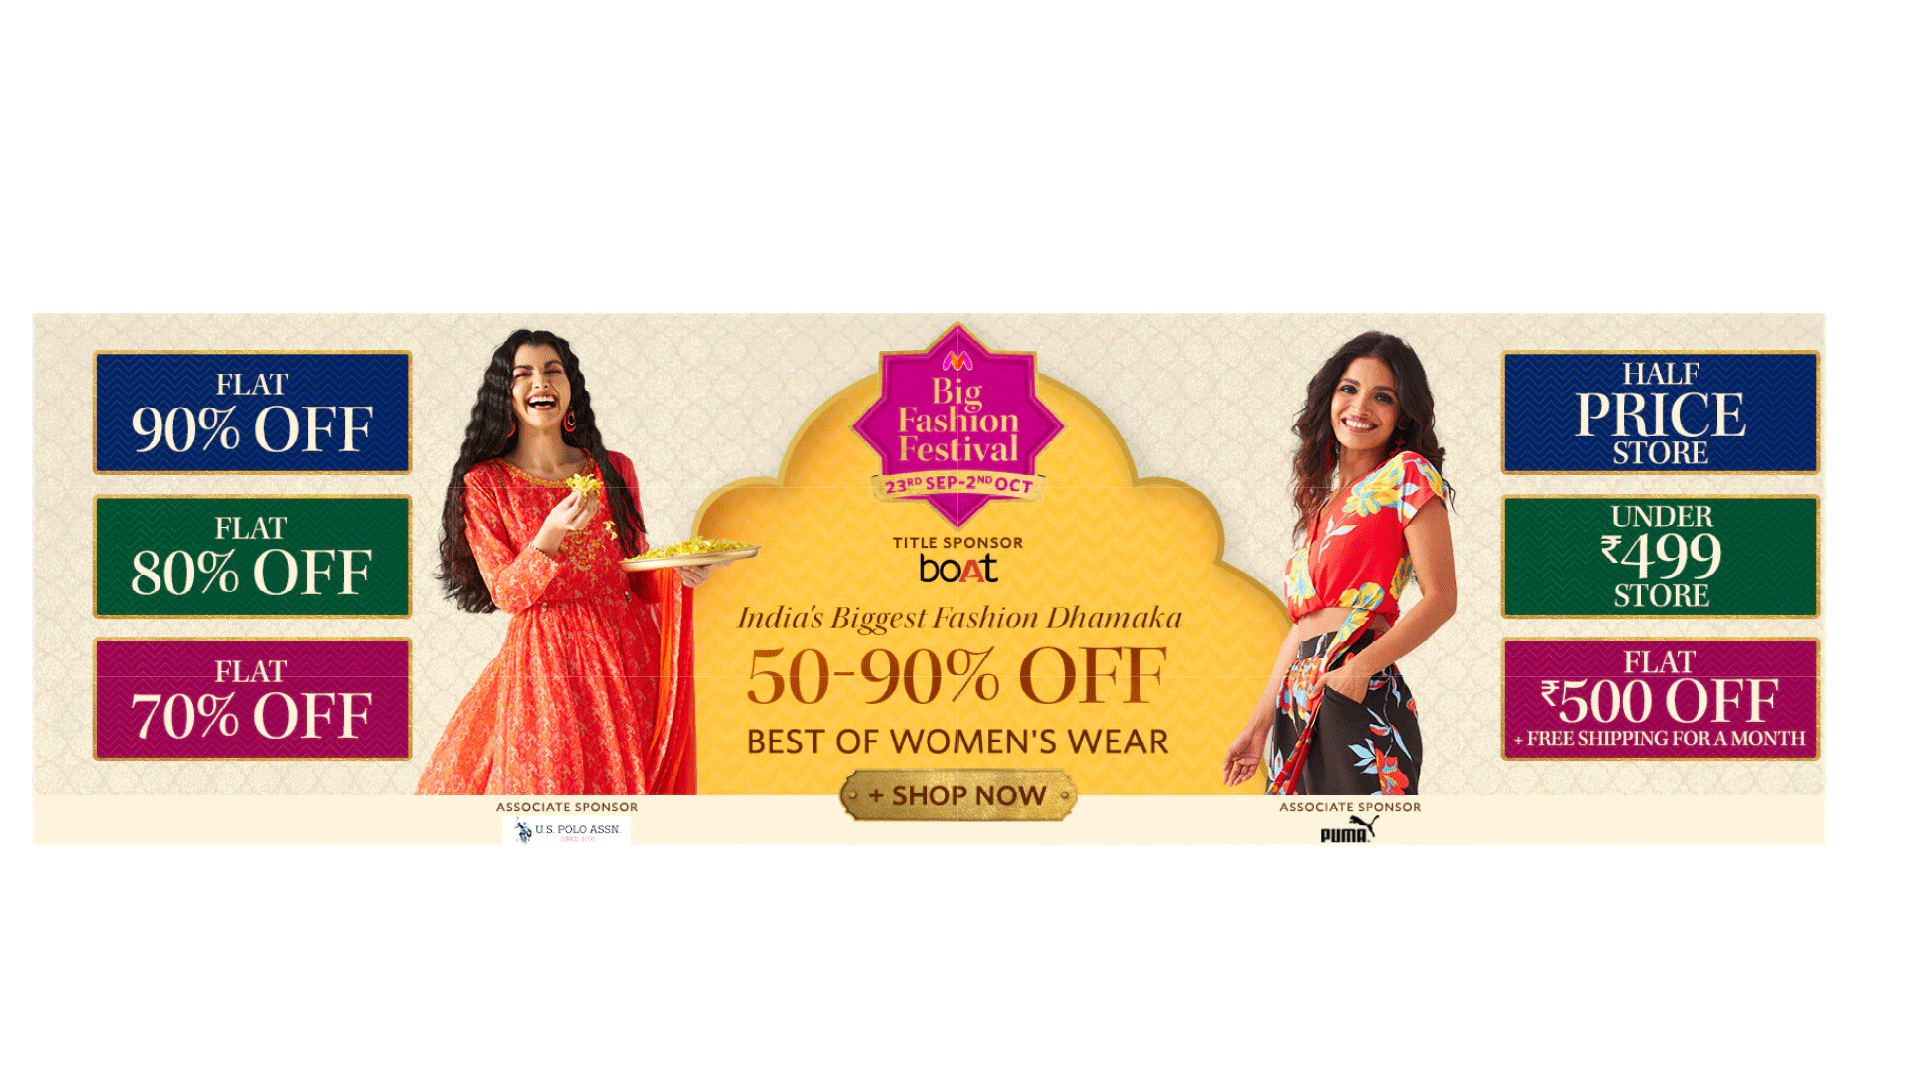 FLAT
90% OFF
FLAT
80% OFF
FLAT
70% OFF
Big
Fashion
Festival
23RD SEP-2ND OCT
TITLE SPONSOR
boAt
India's Biggest Fashion Dhamaka
50-90% OFF
BEST OF WOMEN'S WEAR
+ SHOP NOW
HALF
PRICE
STORE
UNDER
₹499
STORE
FLAT
₹500 OFF
+ FREE SHIPPING FOR A MONTH
ASSOCIATE SPONSOR
U.S. POLO ASSN.
SINCE 1890
ASSOCIATE SPONSOR
PUMA